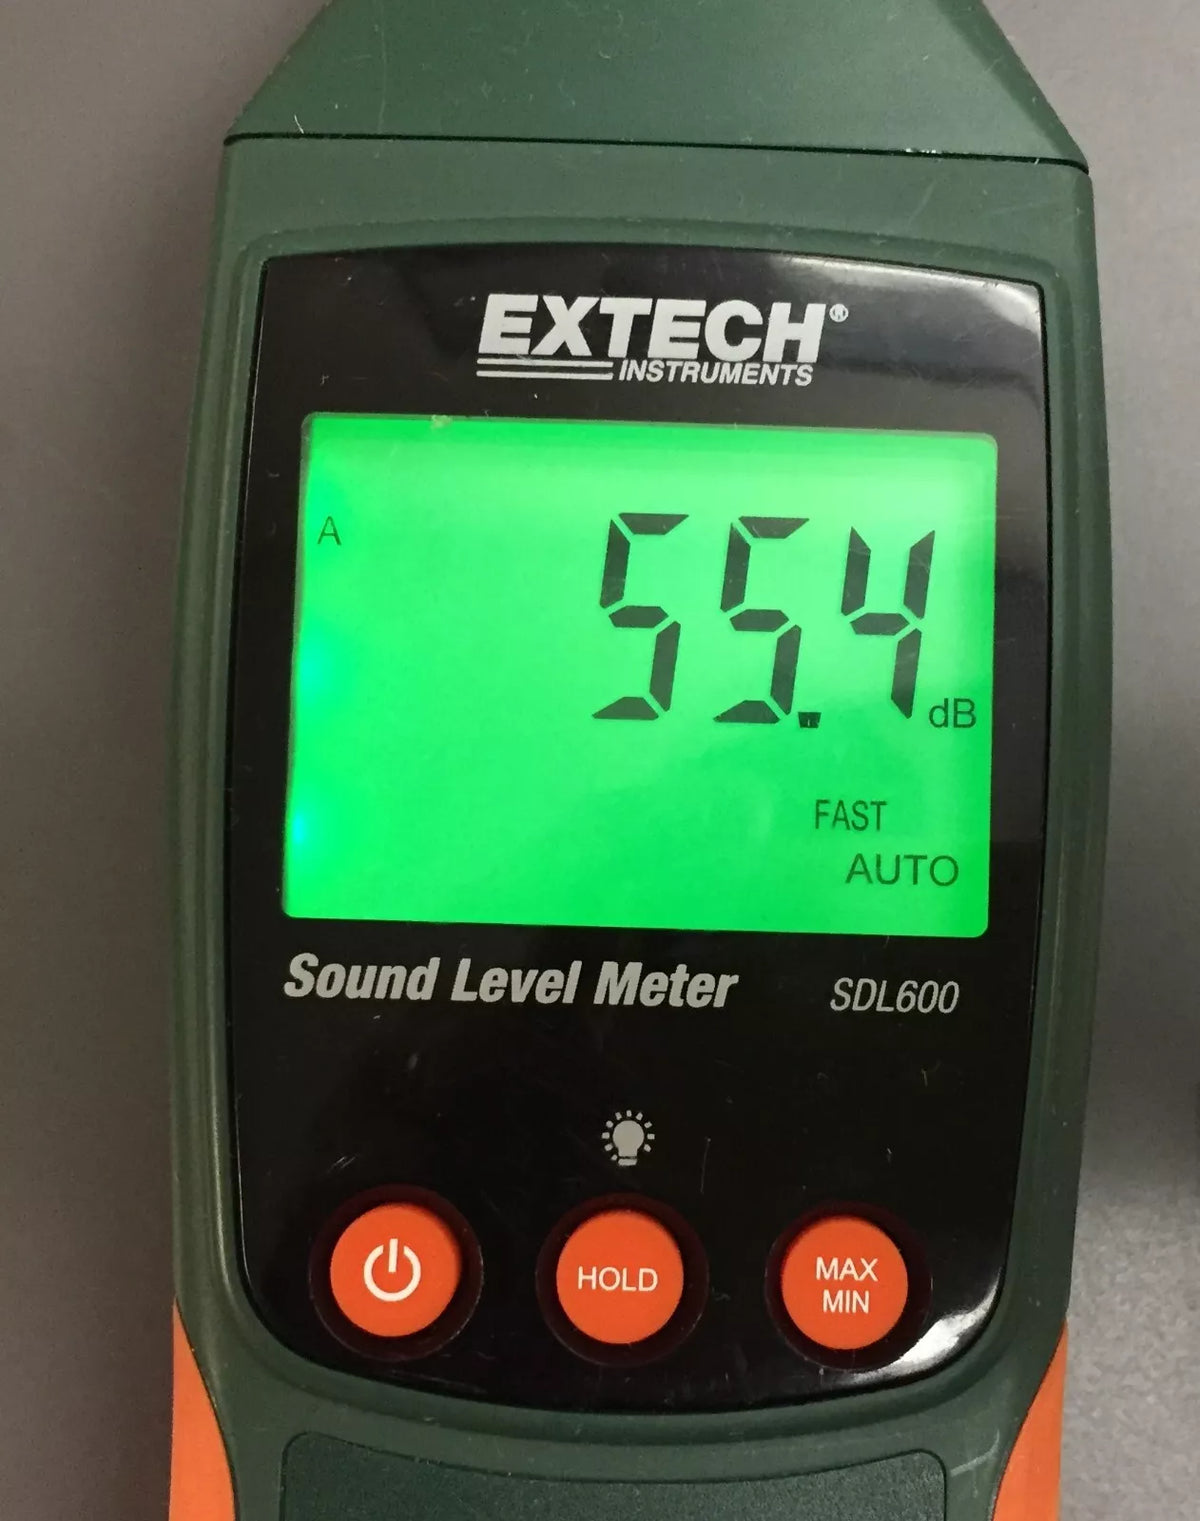 EXTECH®
INSTRUMENTS
A
55.4 dB
FAST
AUTO
Sound Level Meter SDL600
HOLD
MAX
MIN